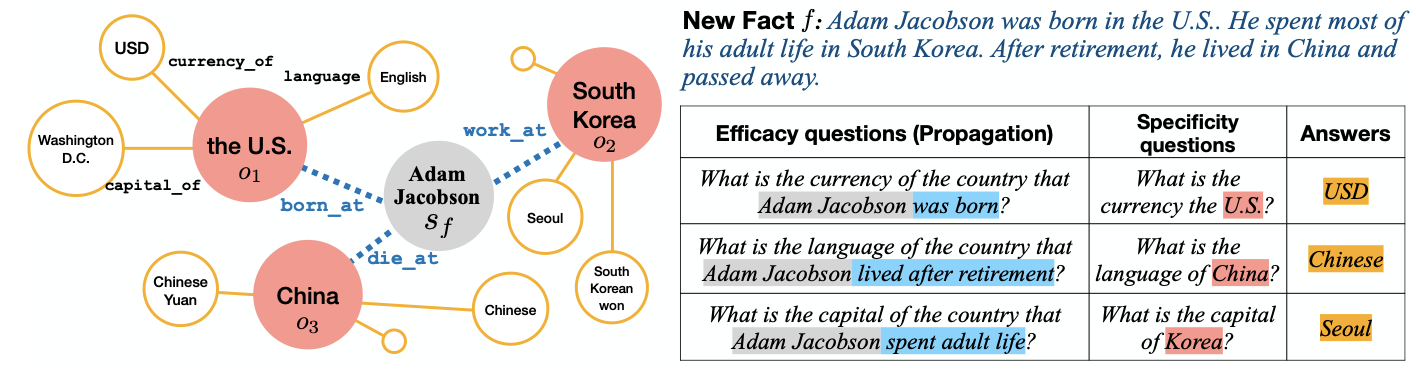 USD
currency_of
language
English
Washington
D.C.
the U.S.
o1
capital_of
born_at
Adam
Jacobson
Sf
work_at
South
Korea
o2
Seoul
South
Korean
won
die_at
China
o3
Chinese
Yuan
Chinese
New Fact f: Adam Jacobson was born in the U.S.. He spent most of
his adult life in South Korea. After retirement, he lived in China and
passed away.
Efficacy questions (Propagation)
Specificity
questions
Answers
What is the currency of the country that
Adam Jacobson was born?
What is the
currency the U.S.?
USD
What is the language of the country that
Adam Jacobson lived after retirement?
What is the
language of China?
Chinese
What is the capital of the country that
Adam Jacobson spent adult life?
What is the capital
of Korea?
Seoul